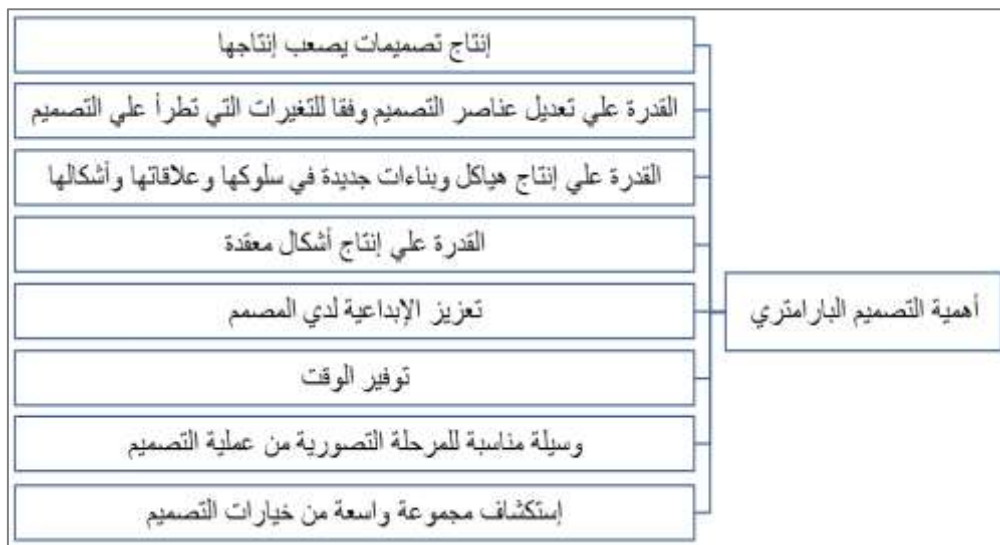 إنتاج تصميمات يصعب إنتاجها
القدرة علي تعديل عناصر التصميم وفقا للتغيرات التي تطرأ علي التصميم
القدرة علي إنتاج هياكل وبناءات جديدة في سلوكها وعلاقاتها وأشكالها
القدرة علي إنتاج أشكال معقدة
أهمية التصميم البارامتري
تعزيز الإبداعية لدي المصمم
توفير الوقت
وسيلة مناسبة للمرحلة التصورية من عملية التصميم
إستكشاف مجموعة واسعة من خيارات التصميم